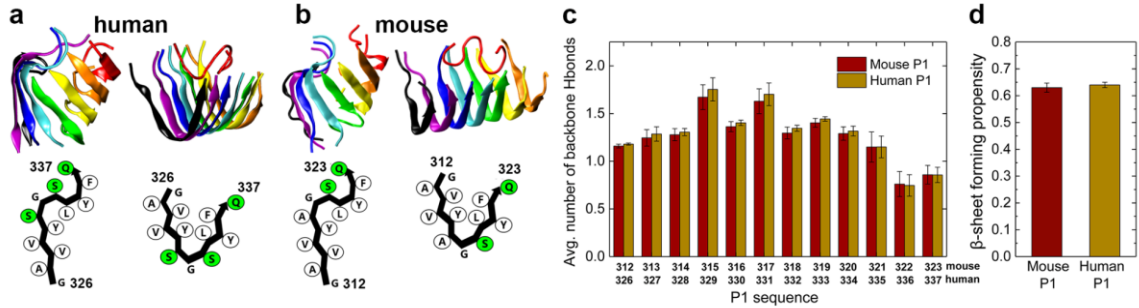 a
human
b
mouse
c
d
337
Q
F
S
G
Y
L
S
Y
V
V
A
G
326
326
G
A
V
V
Y
S
G
S
L
Y
F
Q
337
323
Q
S
F
G
Y
L
Y
V
V
A
G
312
312
G
A
V
V
Y
G
S
L
Y
F
Q
323
Avg. number of backbone Hbonds
2.0
1.5
1.0
0.5
0.0
Mouse P1
Human P1
312 313 314 315 316 317 318 319 320 321 322 323 mouse
326 327 328 329 330 331 332 333 334 335 336 337 human
P1 sequence
β-sheet forming propensity
0.8
0.7
0.6
0.5
0.4
0.3
0.2
0.1
0.0
Mouse P1
Human P1